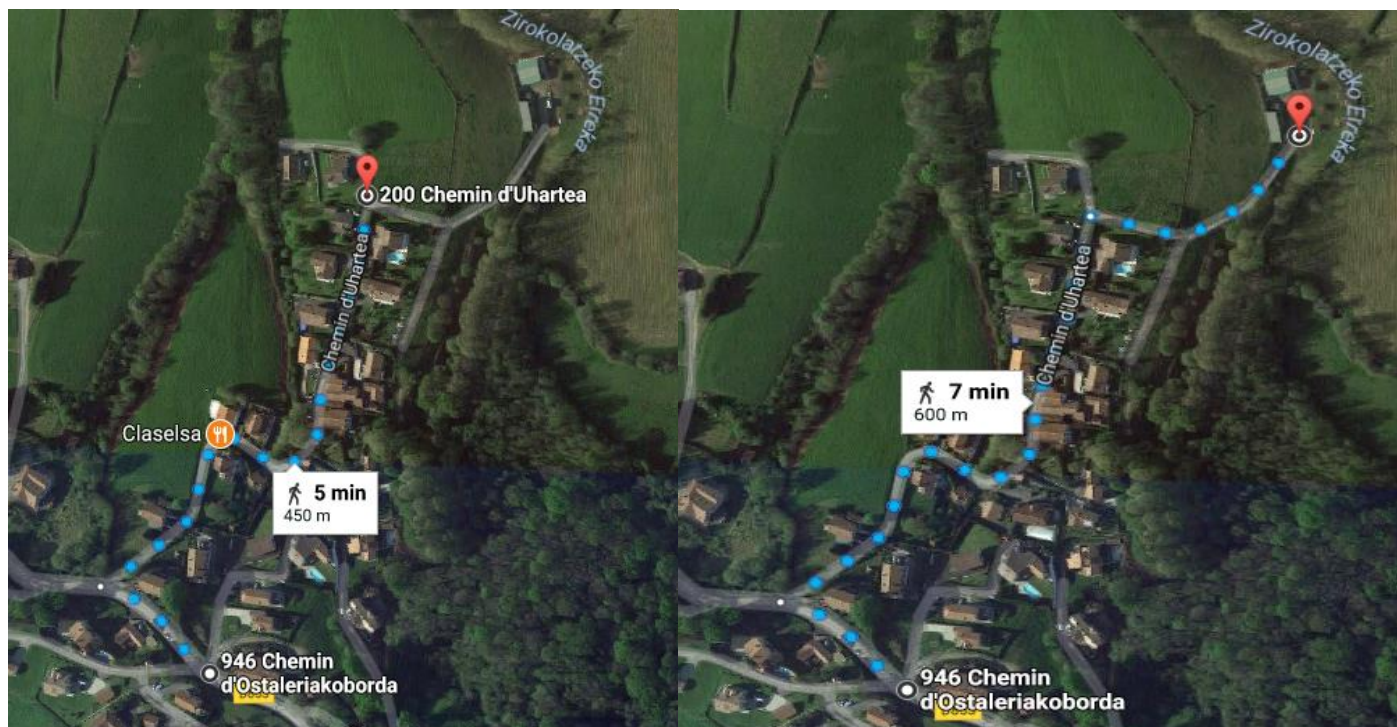 Zirokolatzeko Erreka
200 Chemin d'Uhartea
Chemin d'Uhartea
Claselsa
5 min
450 m
946 Chemin
d'Ostaleriakoborda
Zirokolatzeko Erreka
Chemin d'Uhartea
7 min
600 m
946 Chemin
d'Ostaleriakoborda